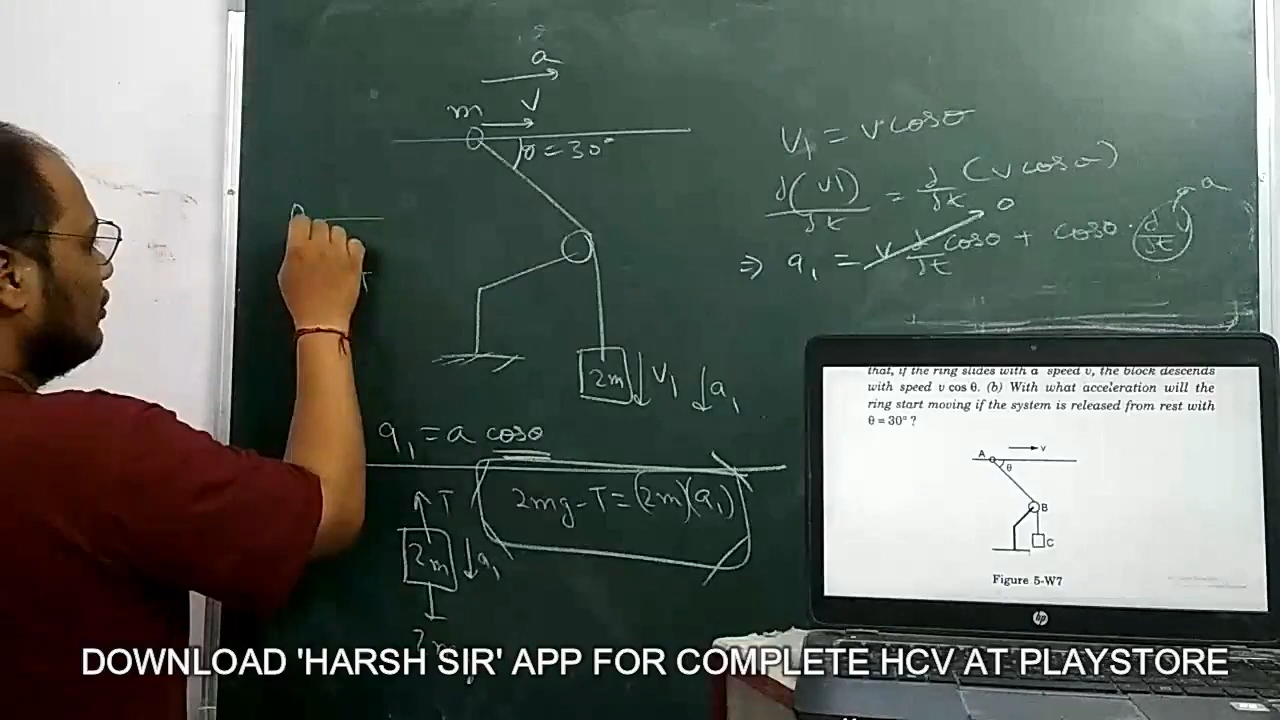 a
V
m
θ = 30°
T
2m
V1
a1
V1 = V cosθ
d(V1)/dt = d/dt (V cosθ)
0
a
⇒ a1 = V d/dt cosθ + cosθ · d/dt V
a1 = a cosθ
2mg - T = (2m)(a1)
T
2m
a1
that, if the ring slides with a speed v, the block descends
with speed v cos θ. (b) With what acceleration will the
ring start moving if the system is released from rest with
θ = 30° ?
A
v
θ
B
C
Figure 5-W7
hp
DOWNLOAD 'HARSH SIR' APP FOR COMPLETE HCV AT PLAYSTORE